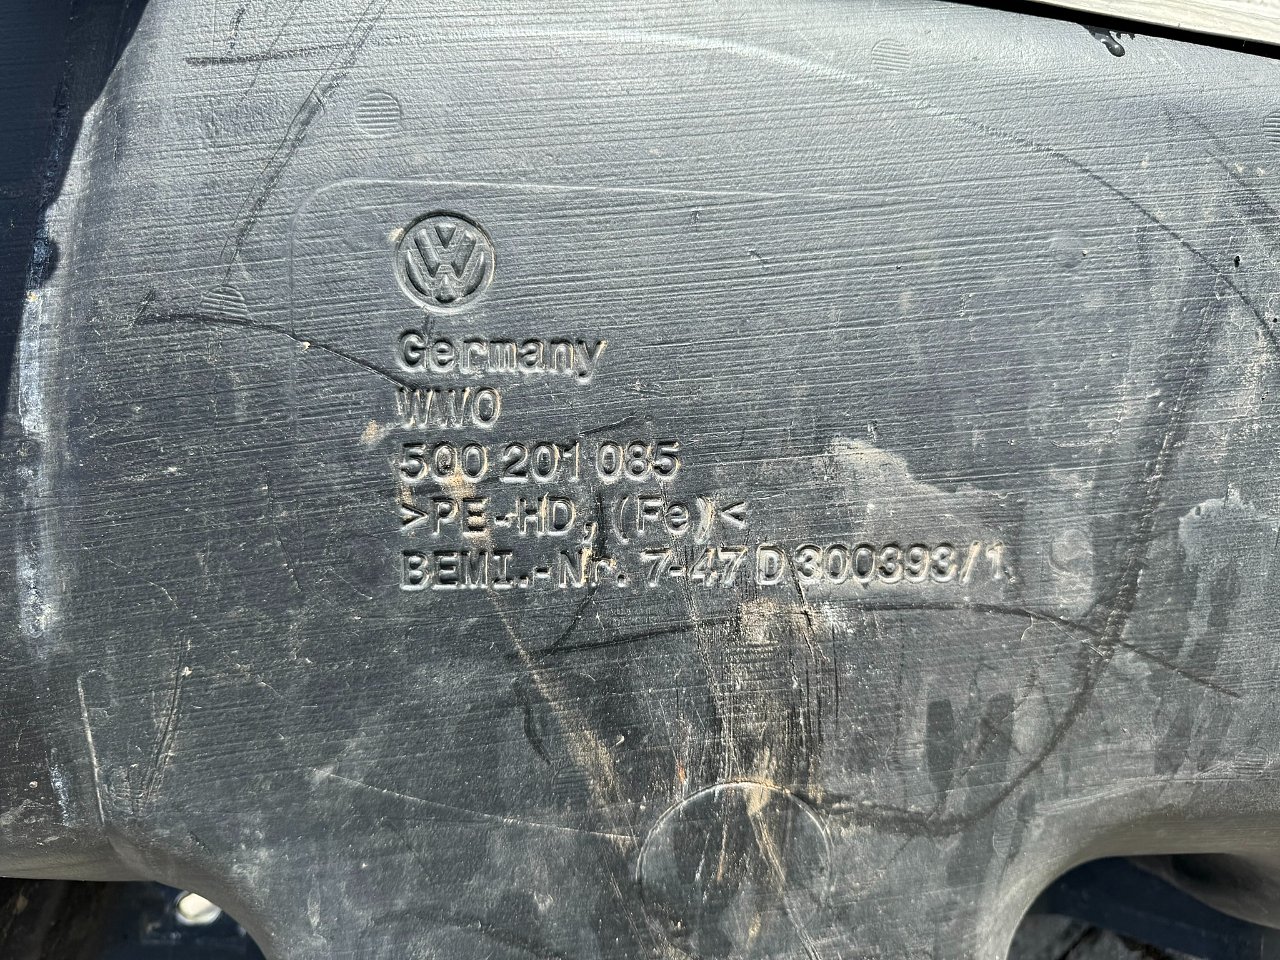 Germany
WWO
5Q0 201 085
>PE-HD, (Fe)<
BEMI.-Nr. 7-47 D 300393/1